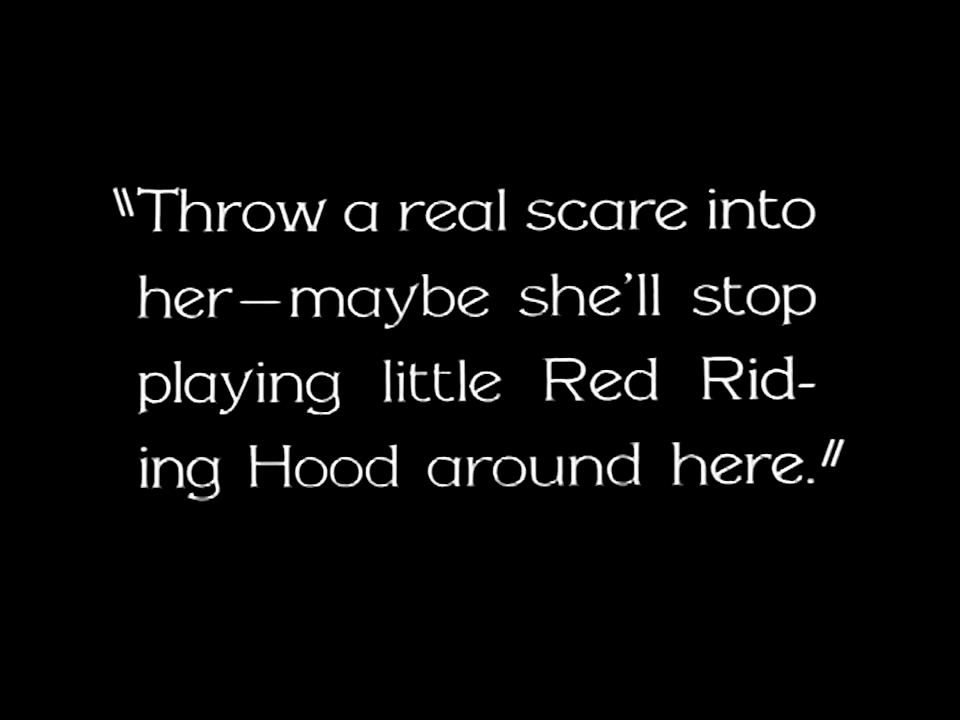 “Throw a real scare into
her—maybe she’ll stop
playing little Red Rid-
ing Hood around here.”